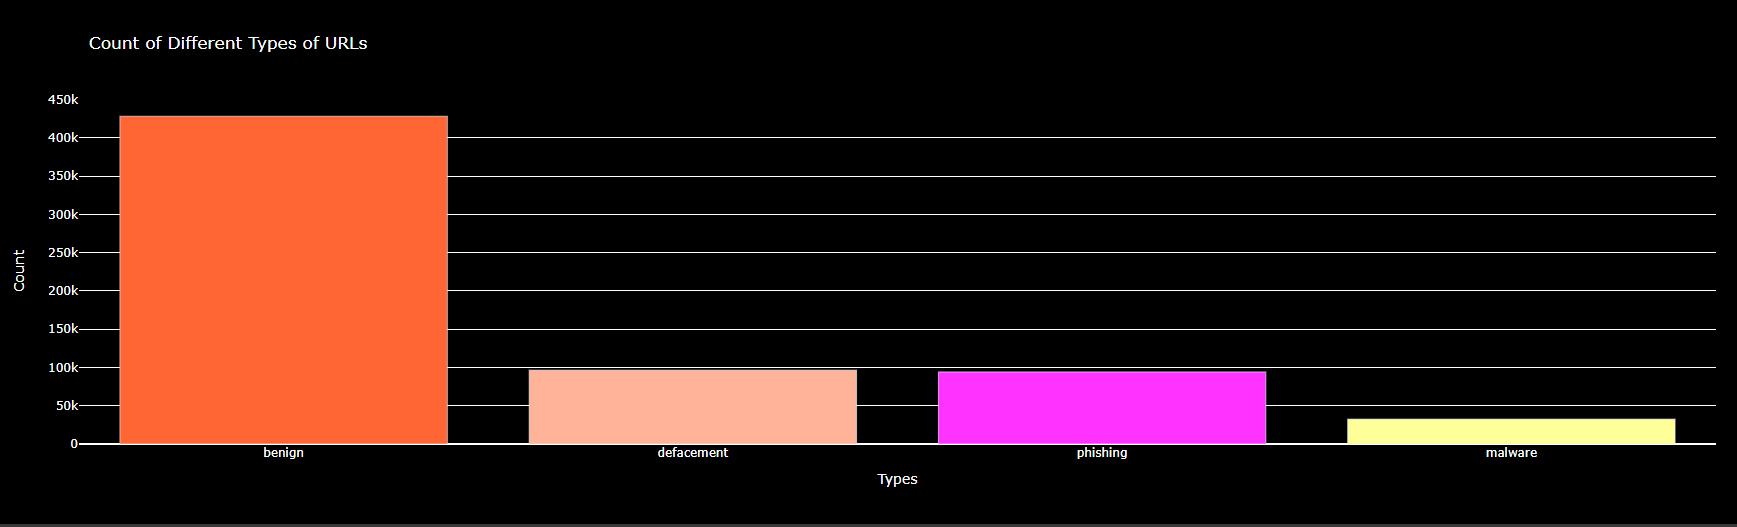 Count of Different Types of URLs
450k
400k
350k
300k
250k
200k
150k
100k
50k
0
Count
benign
defacement
phishing
malware
Types